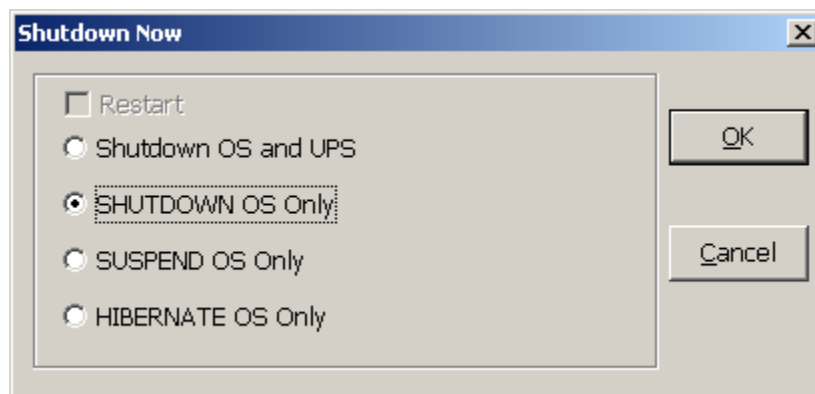 Shutdown Now
Restart
Shutdown OS and UPS
OK
SHUTDOWN OS Only
SUSPEND OS Only
Cancel
HIBERNATE OS Only